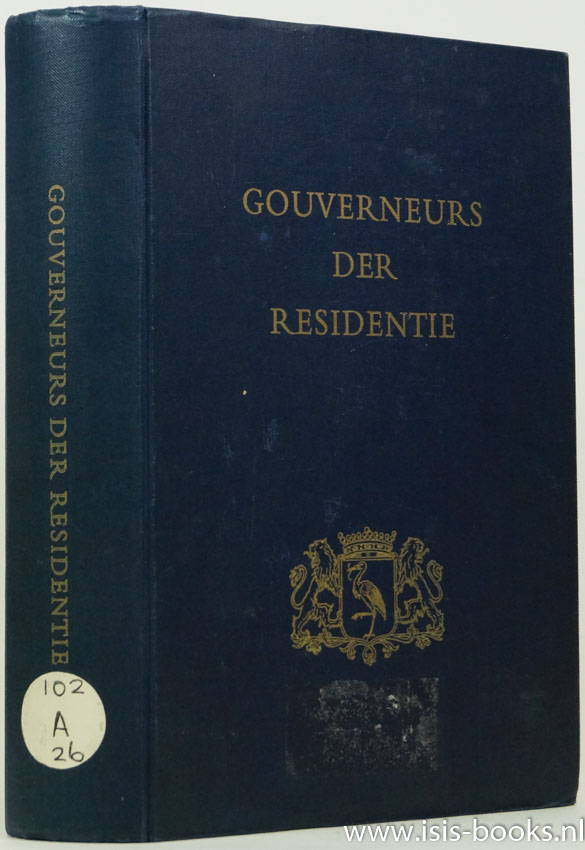 GOUVERNEURS
DER
RESIDENTIE
GOUVERNEURS DER RESIDENTIE
102
A
26
www.isis-books.nl